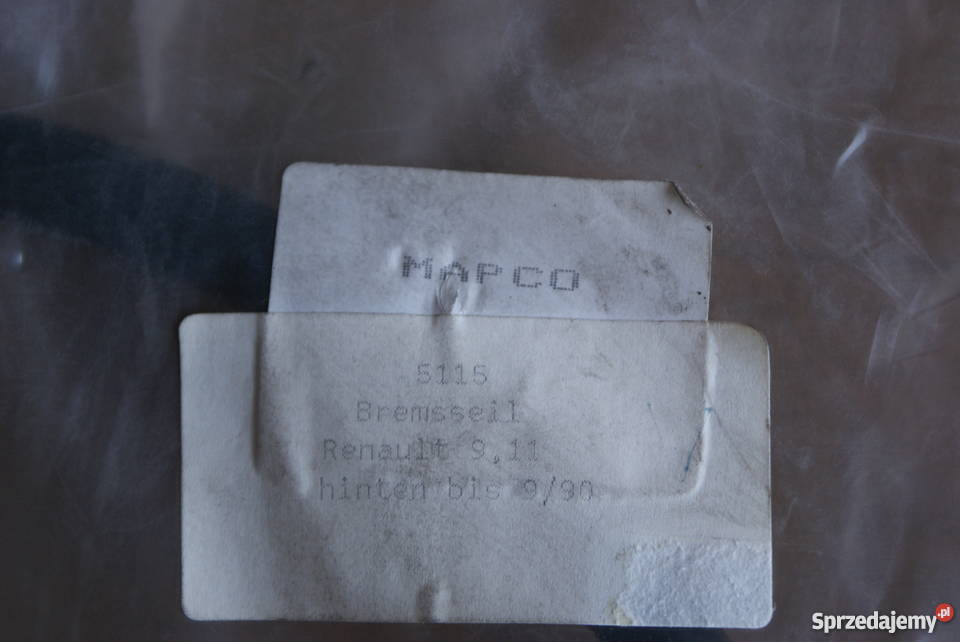 MAPCO
5115
Bremsseil
Renault 9,11
hinten bis 9/90
Sprzedajemy.pl